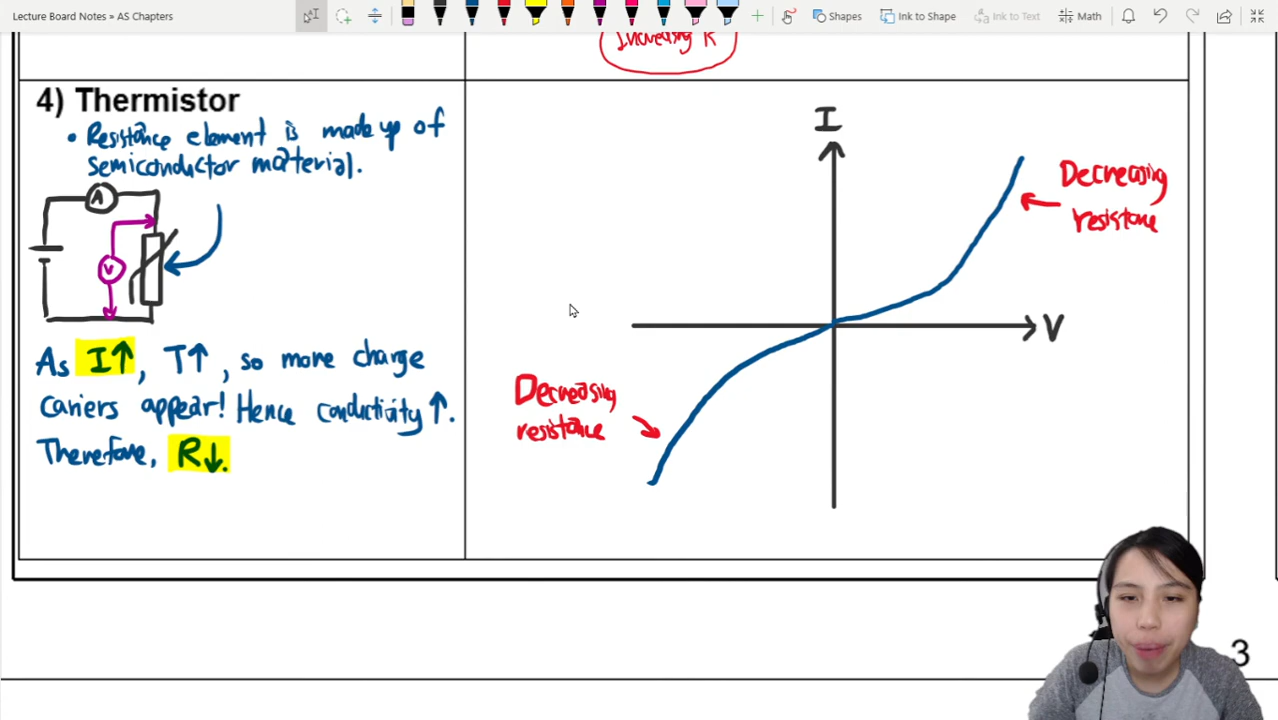 Lecture Board Notes » AS Chapters
Shapes
Ink to Shape
Ink to Text
Math
Increasing R
4) Thermistor
• Resistance element is made up of
semiconductor material.
A
V
As I↑, T↑, so more charge
carriers appear! Hence conductivity ↑.
Therefore, R↓.
I
V
Decreasing
resistance
Decreasing
resistance
3